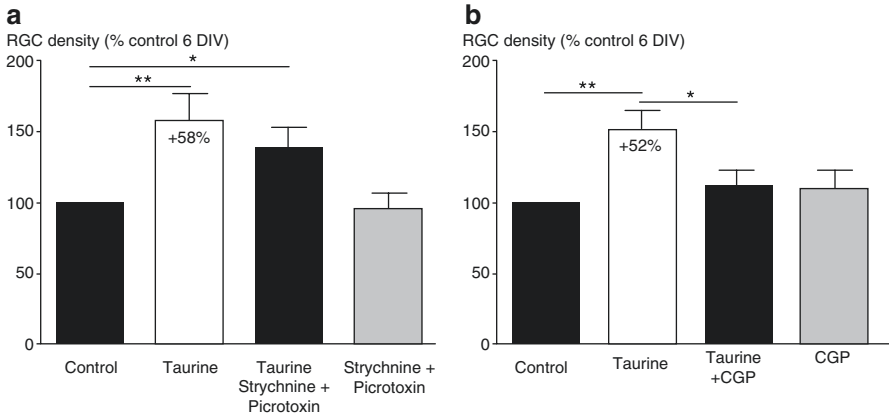 a
RGC density (% control 6 DIV)
200
150
100
50
0
**
*
+58%
Control
Taurine
Taurine
Strychnine +
Picrotoxin
Strychnine +
Picrotoxin
b
RGC density (% control 6 DIV)
200
150
100
50
0
**
*
+52%
Control
Taurine
Taurine
+CGP
CGP